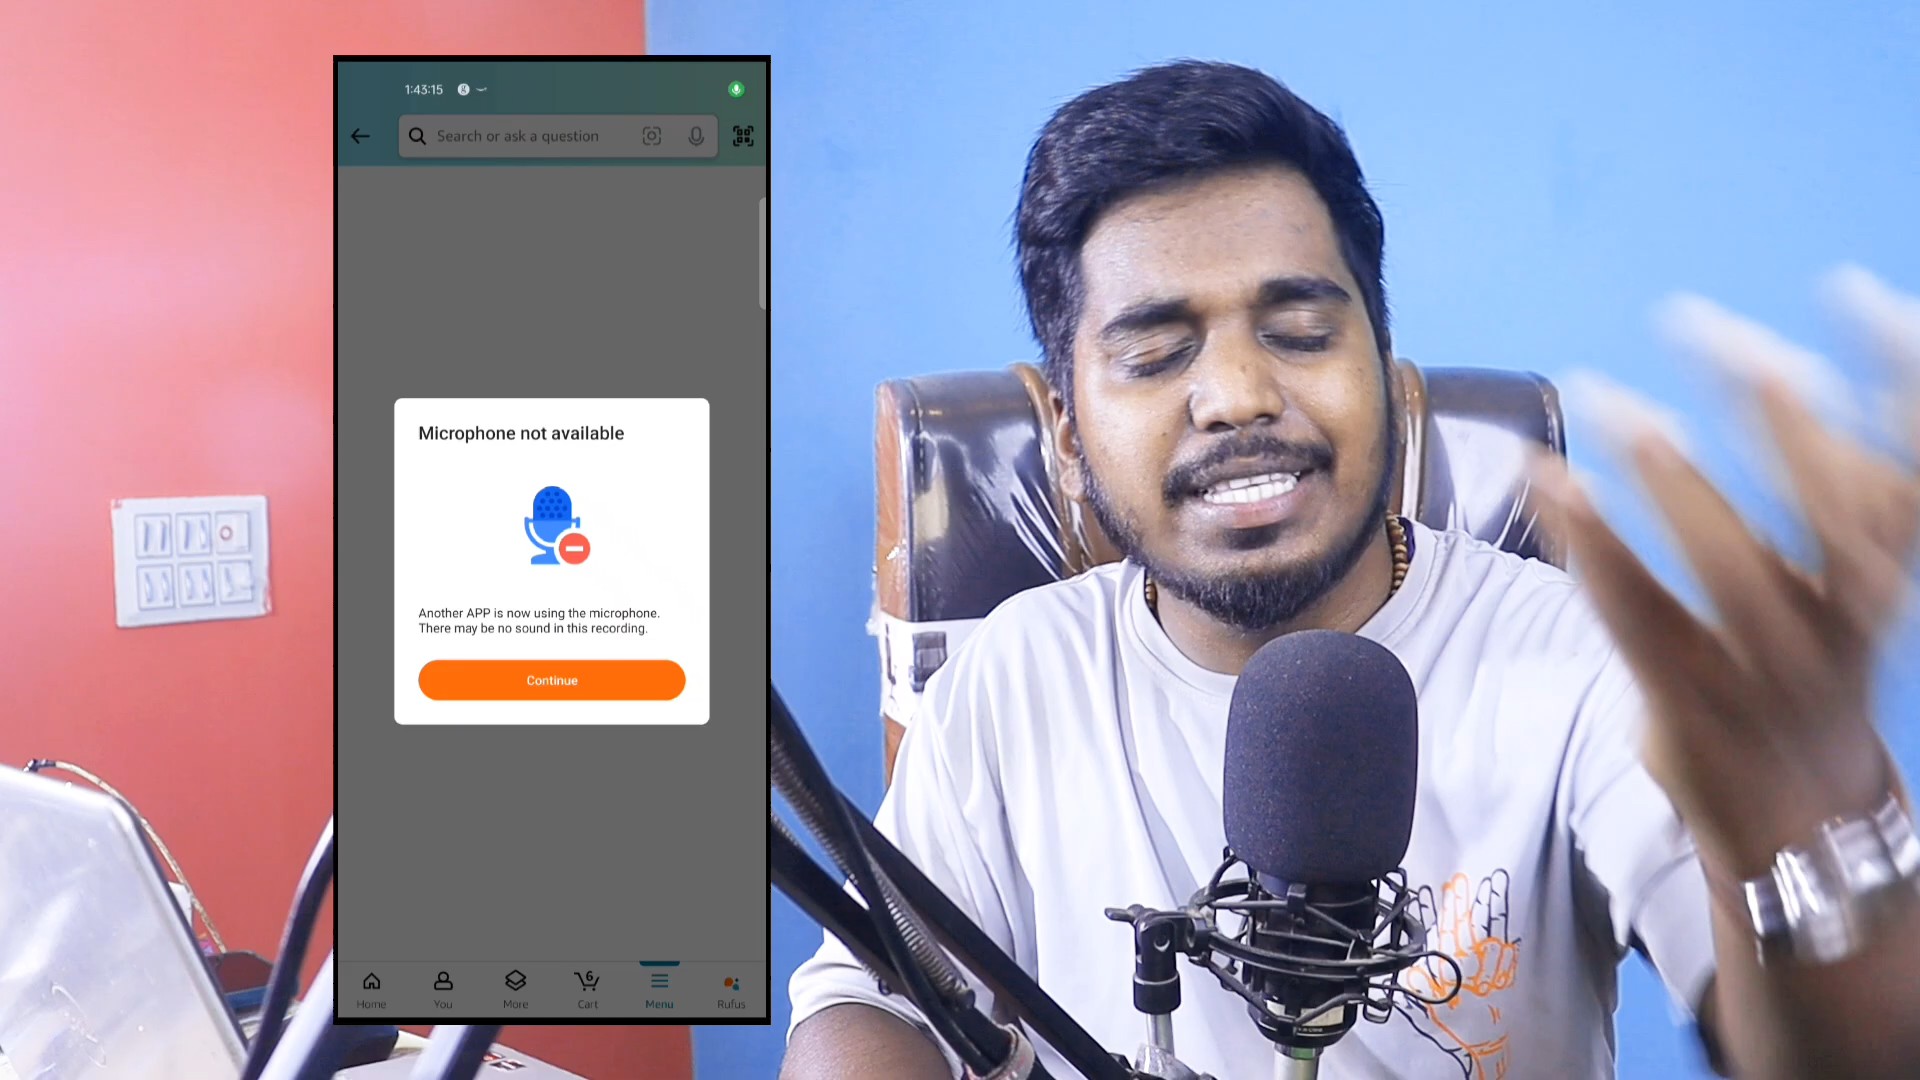 1:43:15
Search or ask a question
Microphone not available
Another APP is now using the microphone.
There may be no sound in this recording.
Continue
6
Home
You
More
Cart
Menu
Rufus